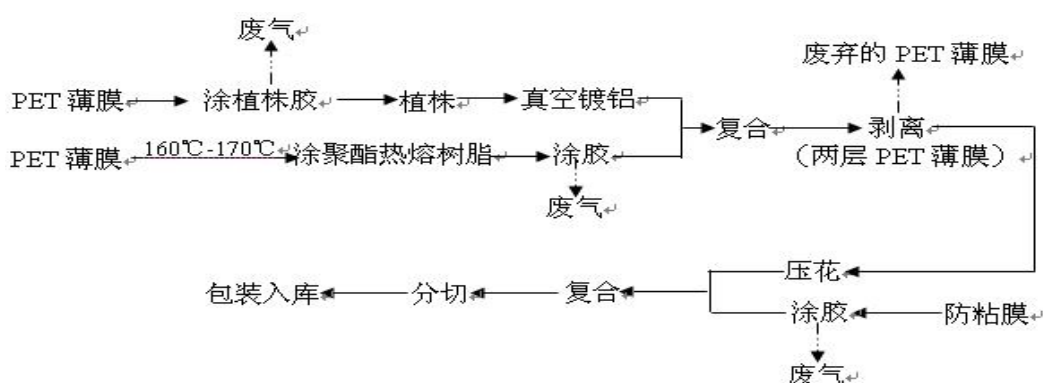 废气
废弃的 PET 薄膜
PET 薄膜 涂植株胶 植株 真空镀铝
复合 剥离
PET 薄膜 160℃-170℃ 涂聚酯热熔树脂 涂胶 （两层 PET 薄膜）
废气
压花
包装入库 分切 复合
涂胶 防粘膜
废气